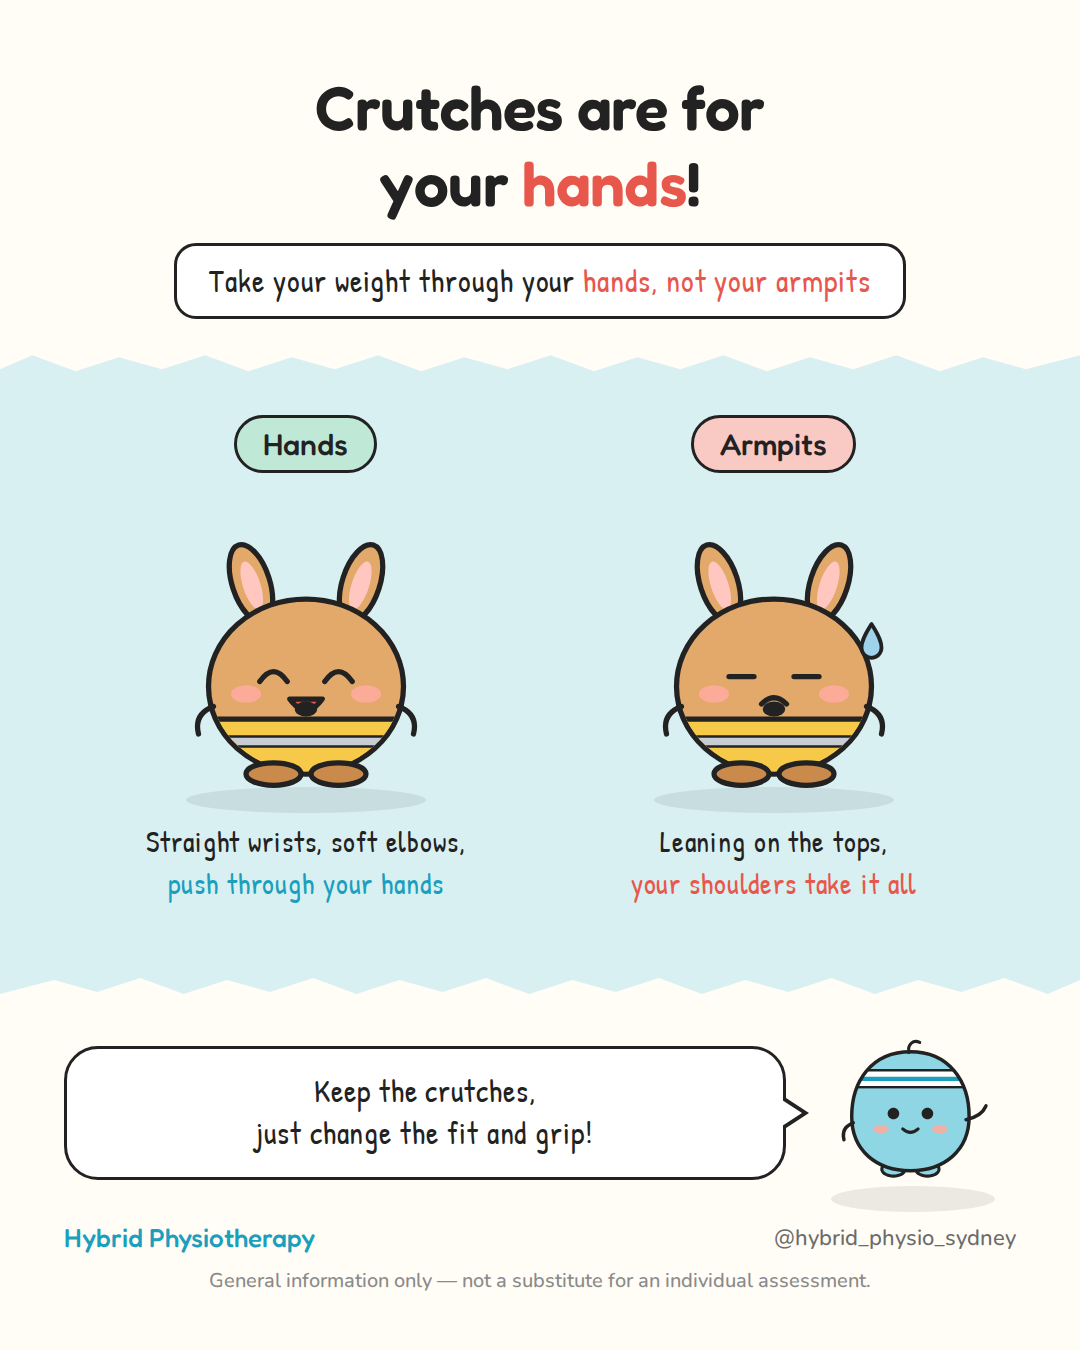 Crutches are for
your hands!
Take your weight through your hands, not your armpits
Hands
Armpits
Straight wrists, soft elbows,
push through your hands
Leaning on the tops,
your shoulders take it all
Keep the crutches,
just change the fit and grip!
Hybrid Physiotherapy
@hybrid_physio_sydney
General information only — not a substitute for an individual assessment.